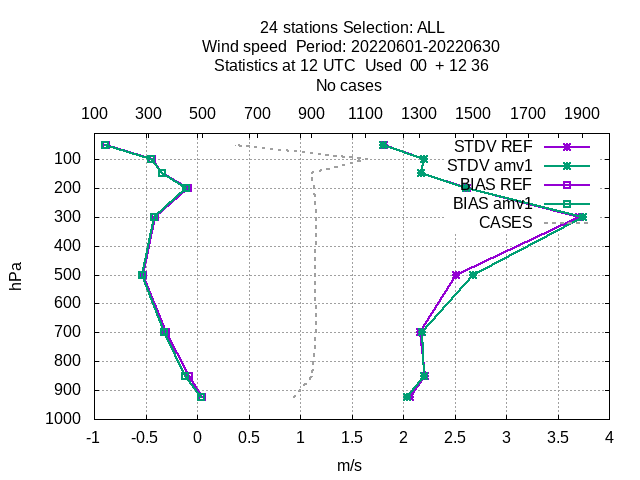 24 stations Selection: ALL
Wind speed  Period: 20220601-20220630
Statistics at 12 UTC  Used  00  + 12 36
No cases
100 300 500 700 900 1100 1300 1500 1700 1900
STDV REF
STDV amv1
BIAS REF
BIAS amv1
CASES
100
200
300
400
500
600
700
800
900
1000
hPa
-1 -0.5 0 0.5 1 1.5 2 2.5 3 3.5 4
m/s